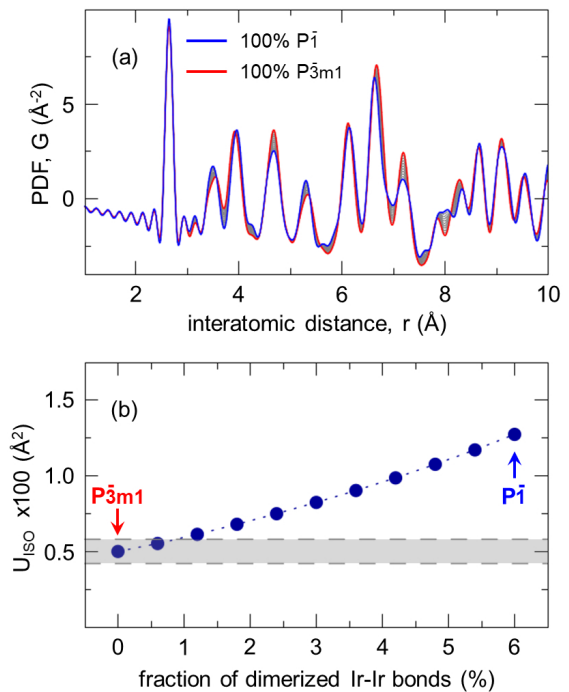 (a)
100% P1̄
100% P3̄m1
PDF, G (Å-2)
5
0
2
4
6
8
10
interatomic distance, r (Å)
(b)
1.5
1.0
0.5
UISO x100 (Å2)
P3̄m1
P1̄
0
1
2
3
4
5
6
fraction of dimerized Ir-Ir bonds (%)